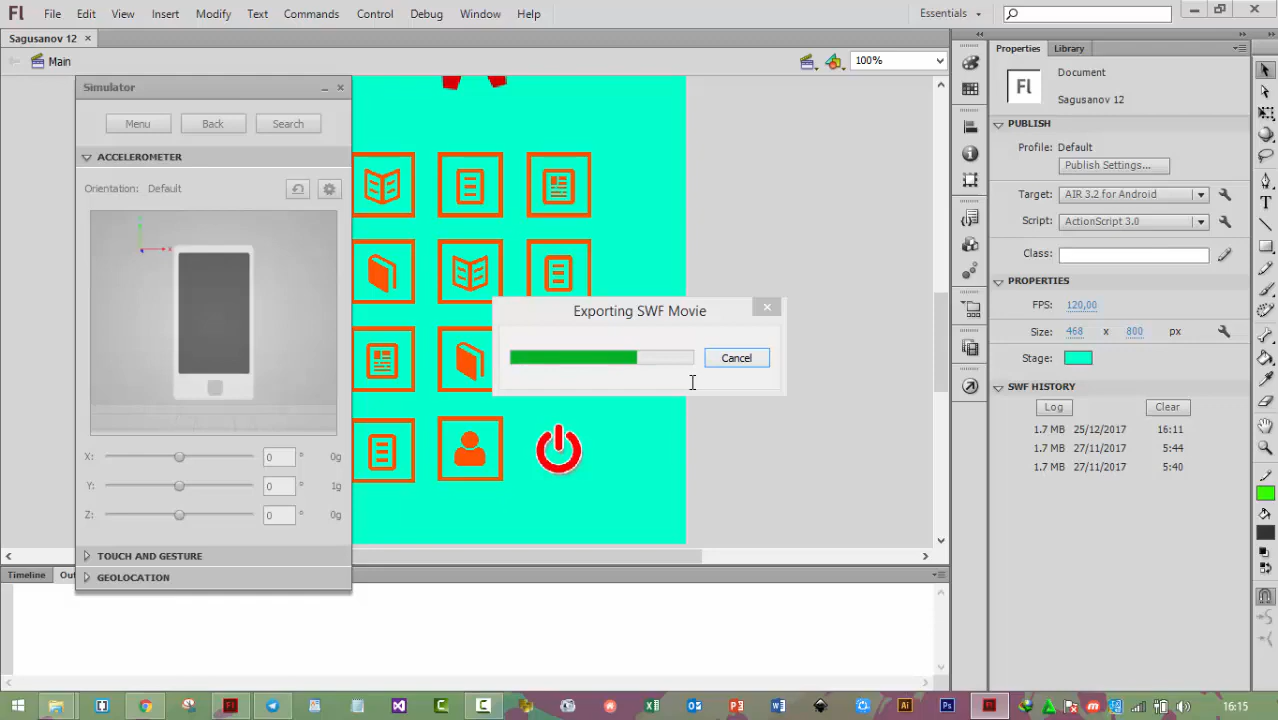 Fl File Edit View Insert Modify Text Commands Control Debug Window Help Essentials
Sagusanov 12 ×
Main 100%
Simulator
Menu Back Search
ACCELEROMETER
Orientation: Default
X: 0 ° 0g
Y: 0 ° 1g
Z: 0 ° 0g
TOUCH AND GESTURE
GEOLOCATION
Exporting SWF Movie
Cancel
Timeline Out
Properties Library
Fl Document
Sagusanov 12
PUBLISH
Profile: Default
Publish Settings...
Target: AIR 3.2 for Android
Script: ActionScript 3.0
Class:
PROPERTIES
FPS: 120,00
Size: 468 x 800 px
Stage:
SWF HISTORY
Log Clear
1.7 MB 25/12/2017 16:11
1.7 MB 27/11/2017 5:44
1.7 MB 27/11/2017 5:40
16:15